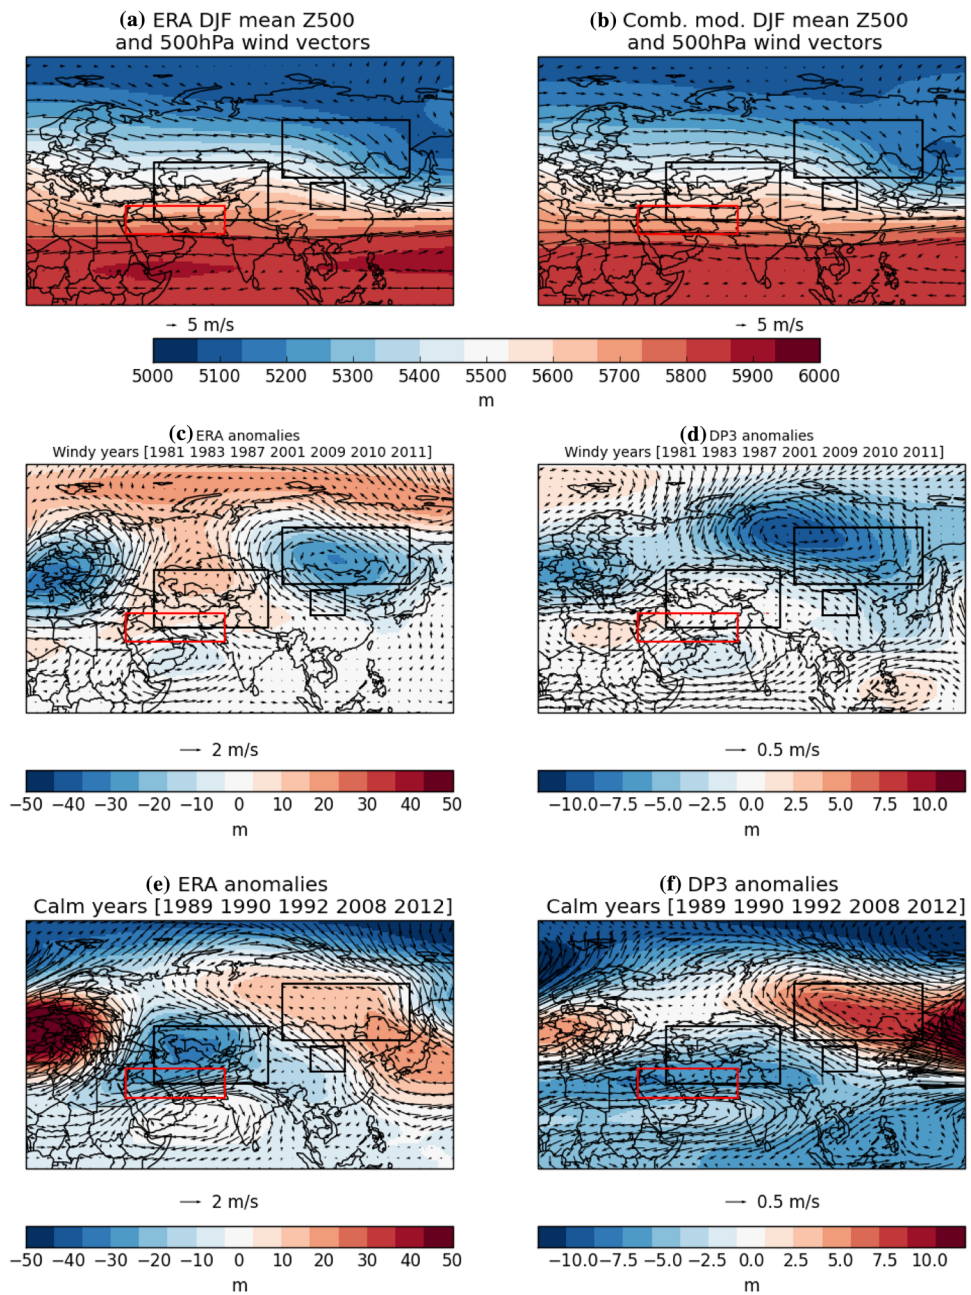 (a) ERA DJF mean Z500
and 500hPa wind vectors
(b) Comb. mod. DJF mean Z500
and 500hPa wind vectors
5 m/s
5 m/s
5000 5100 5200 5300 5400 5500 5600 5700 5800 5900 6000
m
(c) ERA anomalies
Windy years [1981 1983 1987 2001 2009 2010 2011]
(d) DP3 anomalies
Windy years [1981 1983 1987 2001 2009 2010 2011]
2 m/s
0.5 m/s
−50 −40 −30 −20 −10 0 10 20 30 40 50
m
−10.0 −7.5 −5.0 −2.5 0.0 2.5 5.0 7.5 10.0
m
(e) ERA anomalies
Calm years [1989 1990 1992 2008 2012]
(f) DP3 anomalies
Calm years [1989 1990 1992 2008 2012]
2 m/s
0.5 m/s
−50 −40 −30 −20 −10 0 10 20 30 40 50
m
−10.0 −7.5 −5.0 −2.5 0.0 2.5 5.0 7.5 10.0
m